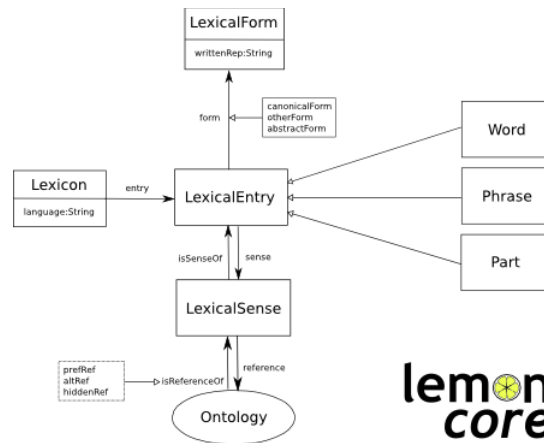 LexicalForm
writtenRep:String
form
canonicalForm
otherForm
abstractForm
Word
Lexicon
language:String
entry
LexicalEntry
Phrase
isSenseOf
sense
Part
LexicalSense
prefRef
altRef
hiddenRef
isReferenceOf
reference
Ontology
lemon
core